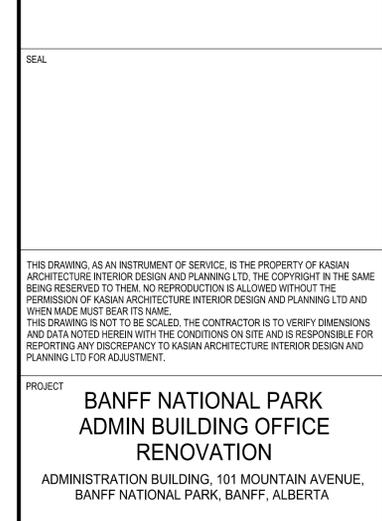 SEAL
THIS DRAWING, AS AN INSTRUMENT OF SERVICE, IS THE PROPERTY OF KASIAN
ARCHITECTURE INTERIOR DESIGN AND PLANNING LTD, THE COPYRIGHT IN THE SAME
BEING RESERVED TO THEM. NO REPRODUCTION IS ALLOWED WITHOUT THE
PERMISSION OF KASIAN ARCHITECTURE INTERIOR DESIGN AND PLANNING LTD AND
WHEN MADE MUST BEAR ITS NAME.
THIS DRAWING IS NOT TO BE SCALED. THE CONTRACTOR IS TO VERIFY DIMENSIONS
AND DATA NOTED HEREIN WITH THE CONDITIONS ON SITE AND IS RESPONSIBLE FOR
REPORTING ANY DISCREPANCY TO KASIAN ARCHITECTURE INTERIOR DESIGN AND
PLANNING LTD FOR ADJUSTMENT.
PROJECT
BANFF NATIONAL PARK
ADMIN BUILDING OFFICE
RENOVATION
ADMINISTRATION BUILDING, 101 MOUNTAIN AVENUE,
BANFF NATIONAL PARK, BANFF, ALBERTA